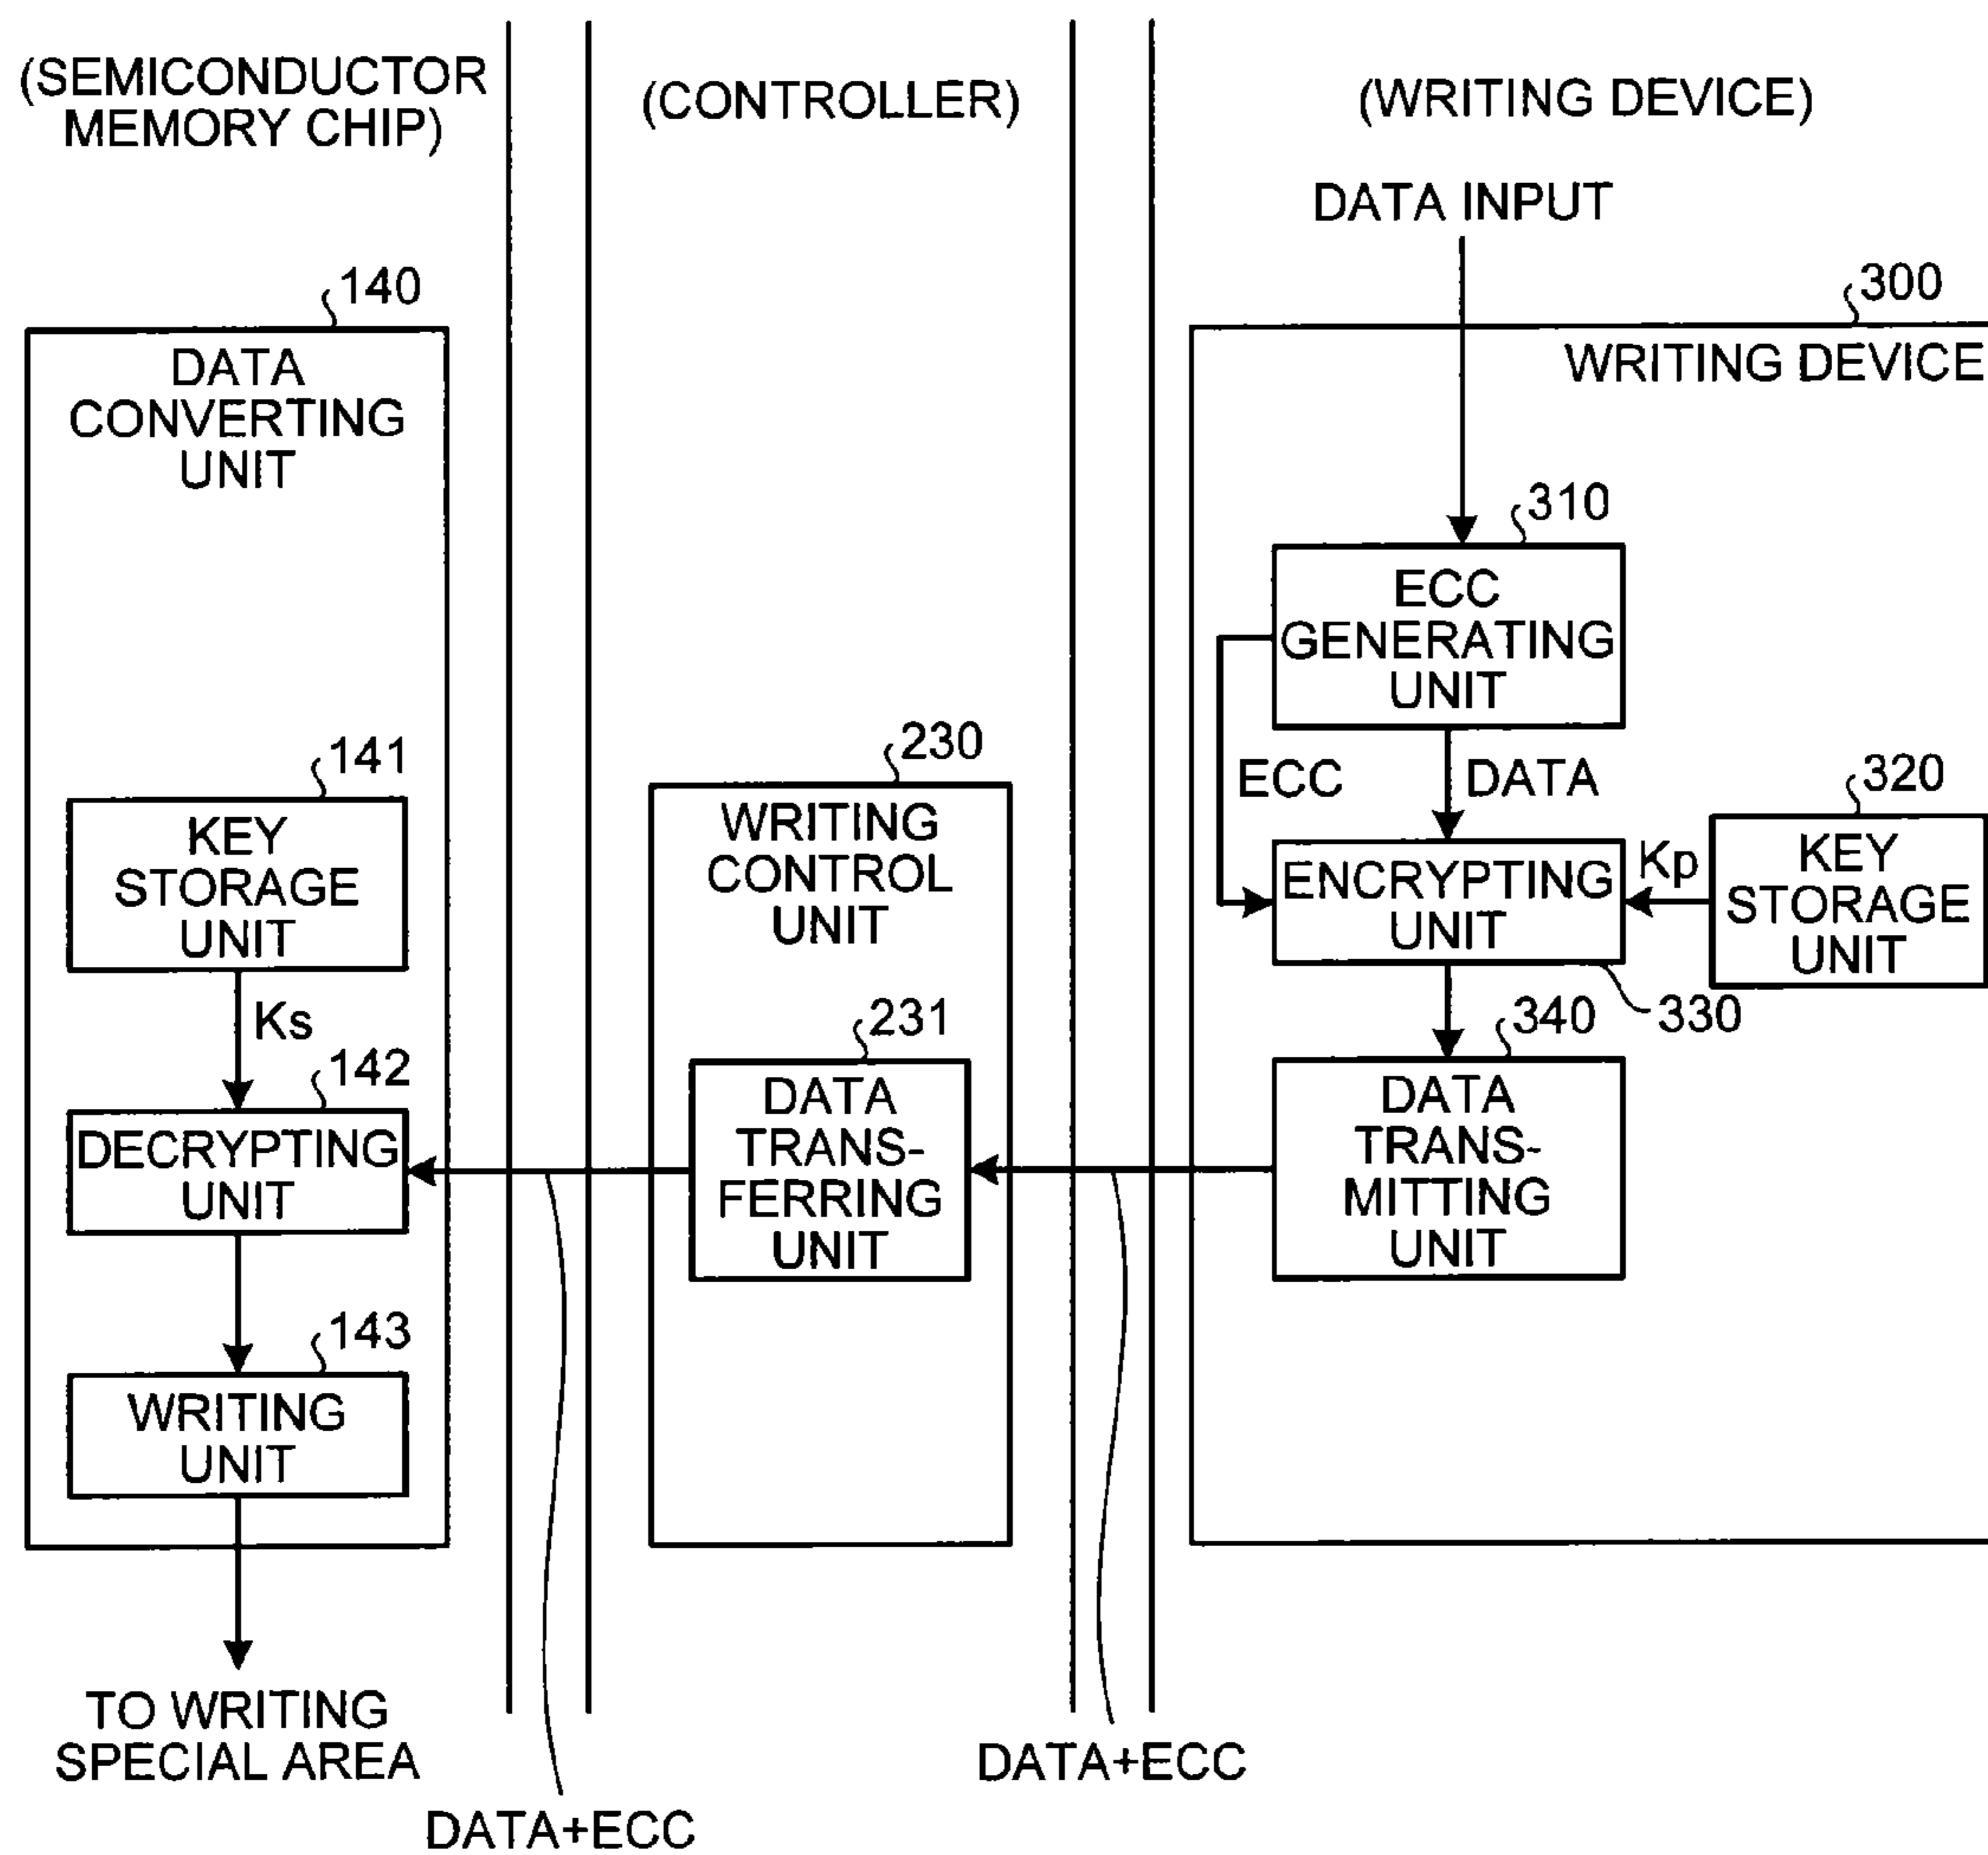 (SEMICONDUCTOR
MEMORY CHIP)
(CONTROLLER)
(WRITING DEVICE)
DATA INPUT
140
300
DATA
CONVERTING
UNIT
WRITING DEVICE
310
ECC
GENERATING
UNIT
141
230
ECC
DATA
320
KEY
STORAGE
UNIT
WRITING
CONTROL
UNIT
ENCRYPTING
UNIT
Kp
KEY
STORAGE
UNIT
Ks
231
340
330
142
DECRYPTING
UNIT
DATA
TRANS-
FERRING
UNIT
DATA
TRANS-
MITTING
UNIT
143
WRITING
UNIT
TO WRITING
SPECIAL AREA
DATA+ECC
DATA+ECC